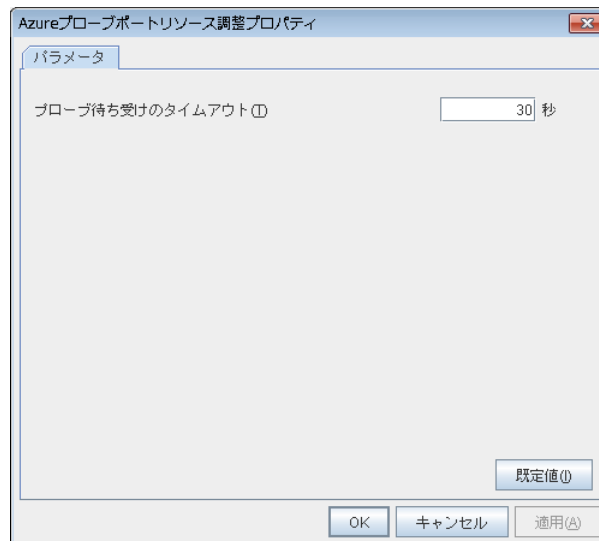 Azureプローブポートリソース調整プロパティ
パラメータ
プローブ待ち受けのタイムアウト(T) 30 秒
既定値(I)
OK キャンセル 適用(A)